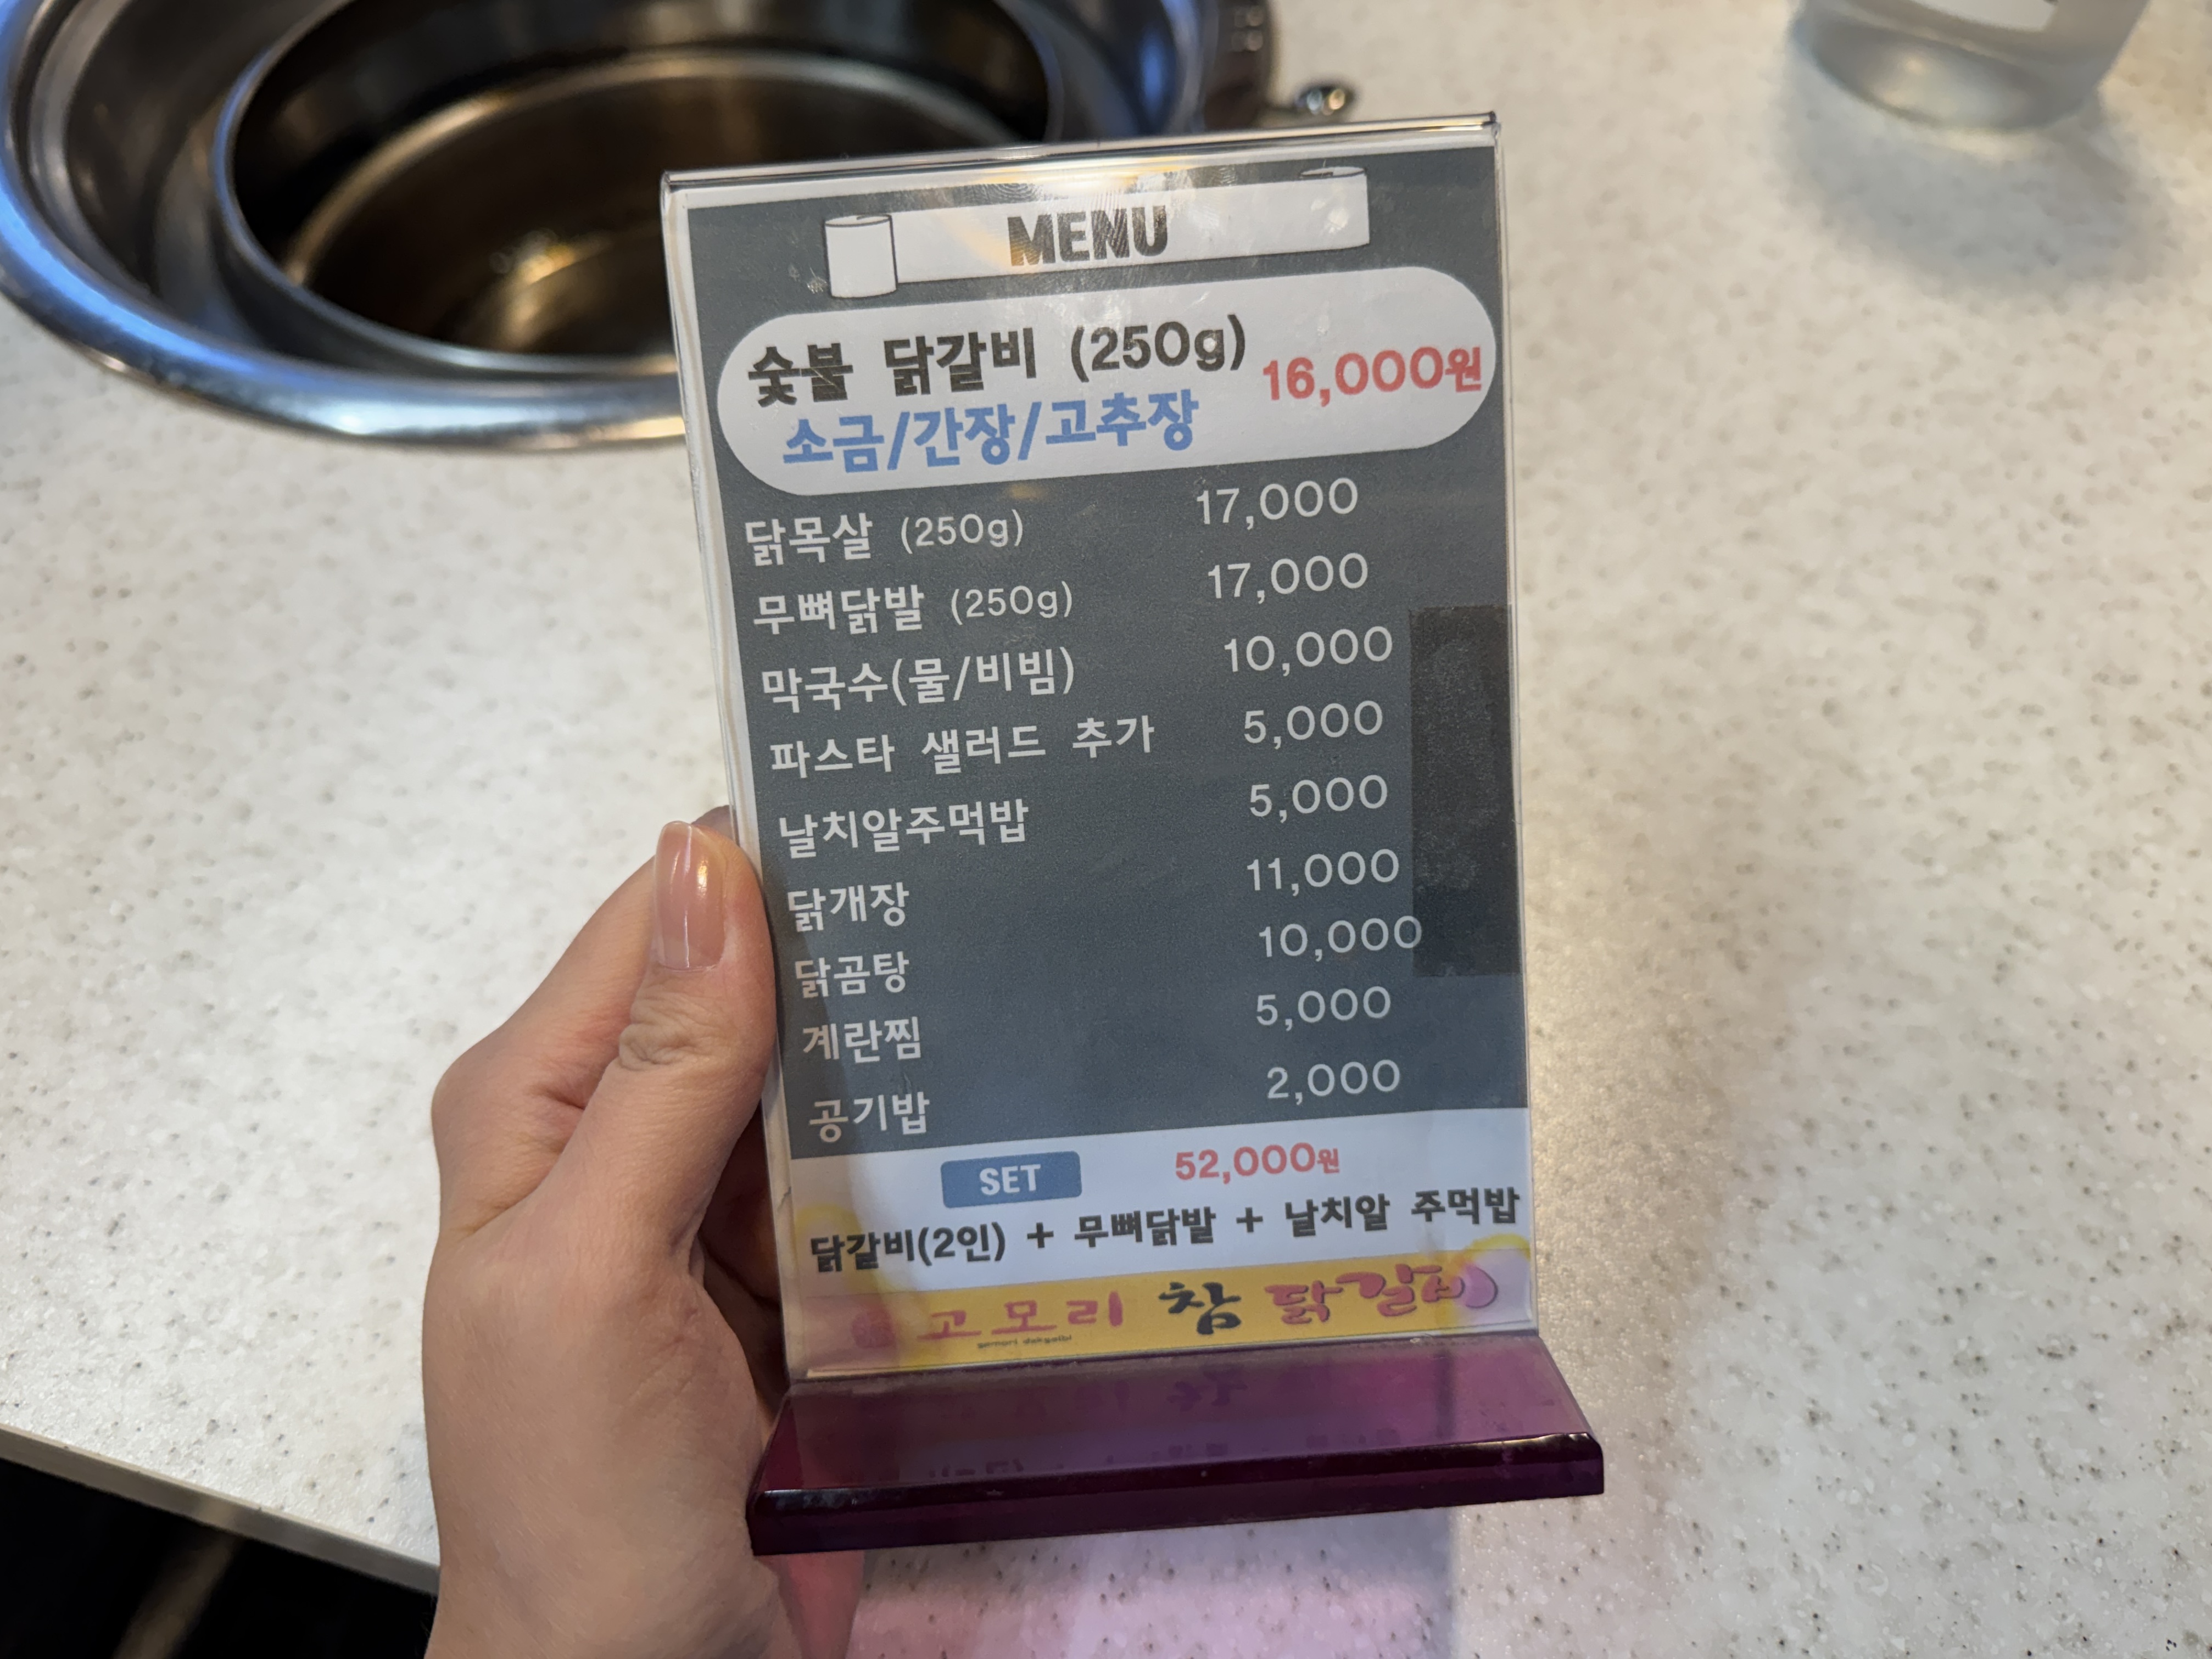 MENU
숯불 닭갈비 (250g) 16,000원
소금/간장/고추장
닭목살 (250g) 17,000
무뼈닭발 (250g) 17,000
막국수(물/비빔) 10,000
파스타 샐러드 추가 5,000
날치알주먹밥 5,000
닭개장 11,000
닭곰탕 10,000
계란찜 5,000
공기밥 2,000
SET 52,000원
닭갈비(2인) + 무뼈닭발 + 날치알 주먹밥
고모리 참 닭갈비
gomori dakgalbi